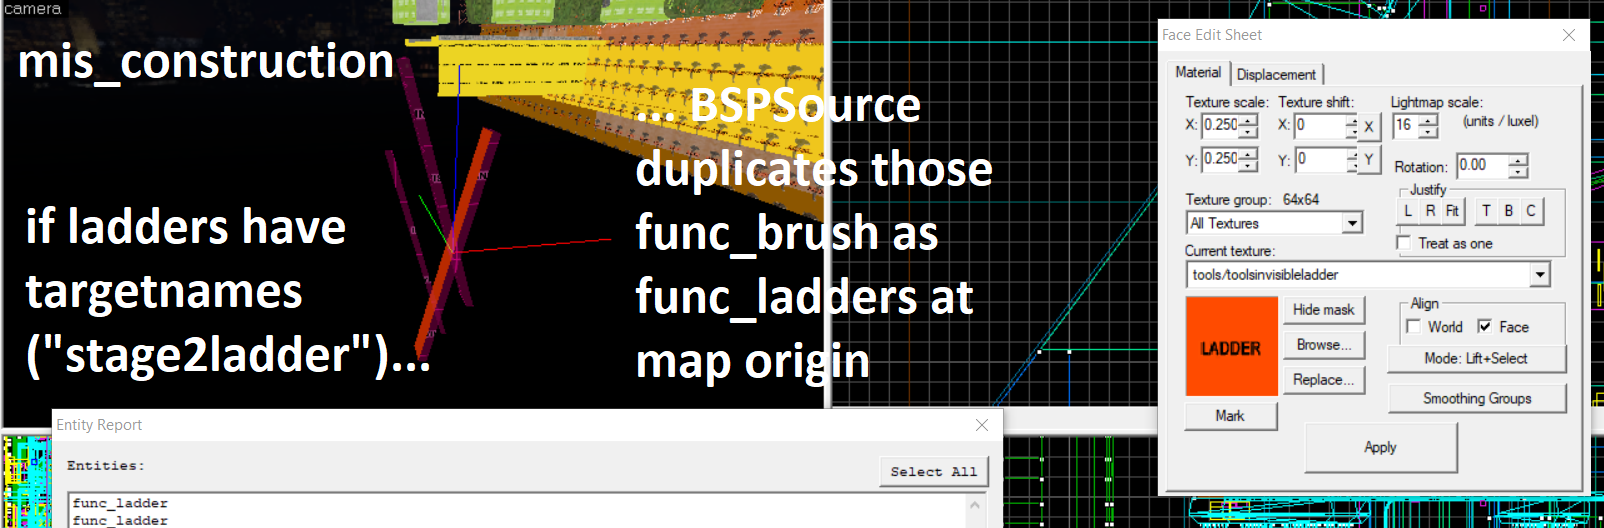 camera
mis_construction
if ladders have
targetnames
("stage2ladder")...
... BSPSource
duplicates those
func_brush as
func_ladders at
map origin
Entity Report
Entities:
Select All
func_ladder
func_ladder
Face Edit Sheet
Material
Displacement
Texture scale:
Texture shift:
Lightmap scale:
X: 0.250
X: 0
X
16
(units / luxel)
Y: 0.250
Y: 0
Y
Rotation: 0.00
Texture group: 64x64
Justify
All Textures
L R Fit T B C
Treat as one
Current texture:
tools/toolsinvisibleladder
LADDER
Hide mask
Browse...
Replace...
Mark
Align
World
Face
Mode: Lift+Select
Smoothing Groups
Apply